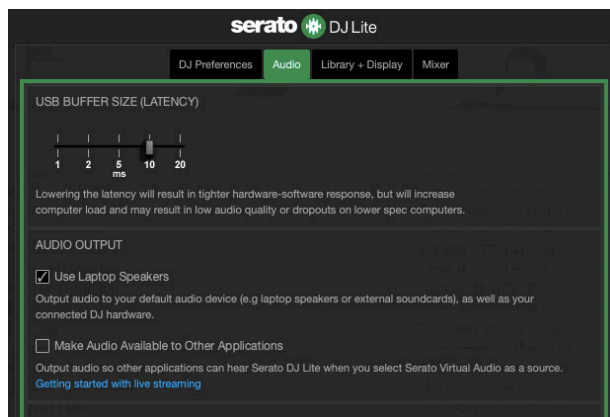 serato DJ Lite
DJ Preferences Audio Library + Display Mixer
USB BUFFER SIZE (LATENCY)
1 2 5 10 20
ms
Lowering the latency will result in tighter hardware-software response, but will increase
computer load and may result in low audio quality or dropouts on lower spec computers.
AUDIO OUTPUT
Use Laptop Speakers
Output audio to your default audio device (e.g laptop speakers or external soundcards), as well as your
connected DJ hardware.
Make Audio Available to Other Applications
Output audio so other applications can hear Serato DJ Lite when you select Serato Virtual Audio as a source.
Getting started with live streaming